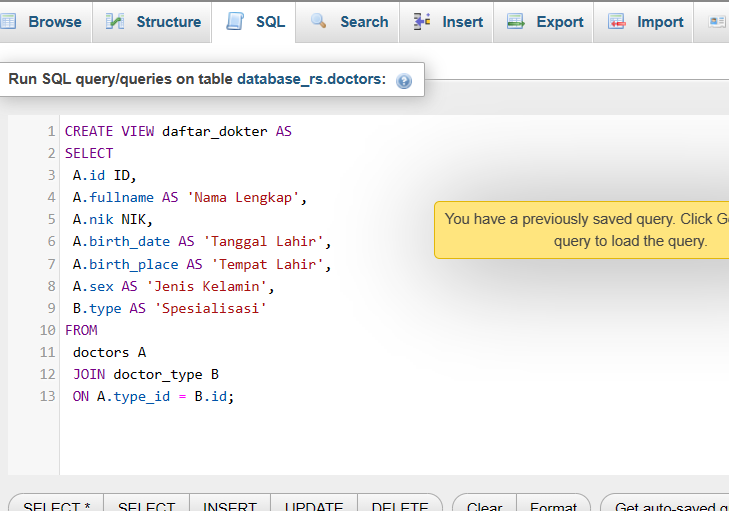 Browse Structure SQL Search Insert Export Import
Run SQL query/queries on table database_rs.doctors:
1 CREATE VIEW daftar_dokter AS
2 SELECT
3 A.id ID,
4 A.fullname AS 'Nama Lengkap',
5 A.nik NIK,
6 A.birth_date AS 'Tanggal Lahir',
7 A.birth_place AS 'Tempat Lahir',
8 A.sex AS 'Jenis Kelamin',
9 B.type AS 'Spesialisasi'
10 FROM
11 doctors A
12 JOIN doctor_type B
13 ON A.type_id = B.id;
You have a previously saved query. Click
query to load the query.
SELECT * SELECT INSERT UPDATE DELETE Clear Format Get auto-saved